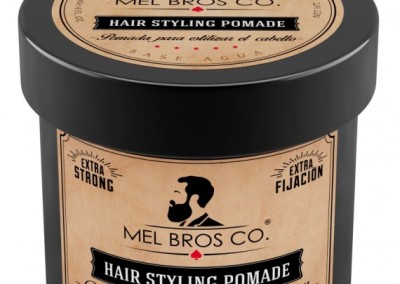 MEL BROS CO.
HAIR STYLING POMADE
Pomada para estilizar el cabello
BASE AGUA
EXTRA STRONG
EXTRA FIJACIÓN
MEL BROS CO.®
HAIR STYLING POMADE